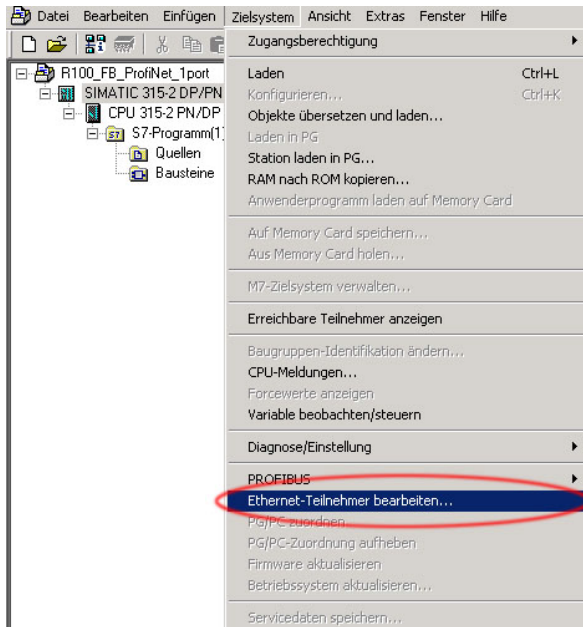 Datei Bearbeiten Einfügen Zielsystem Ansicht Extras Fenster Hilfe
R100_FB_ProfiNet_1port
SIMATIC 315-2 DP/PN
CPU 315-2 PN/DP
S7-Programm(1
Quellen
Bausteine
Zugangsberechtigung
Laden Ctrl+L
Konfigurieren... Ctrl+K
Objekte übersetzen und laden...
Laden in PG
Station laden in PG...
RAM nach ROM kopieren...
Anwenderprogramm laden auf Memory Card
Auf Memory Card speichern...
Aus Memory Card holen...
M7-Zielsystem verwalten...
Erreichbare Teilnehmer anzeigen
Baugruppen-Identifikation ändern...
CPU-Meldungen...
Forcewerte anzeigen
Variable beobachten/steuern
Diagnose/Einstellung
PROFIBUS
Ethernet-Teilnehmer bearbeiten...
PG/PC zuordnen...
PG/PC-Zuordnung aufheben
Firmware aktualisieren
Betriebssystem aktualisieren...
Servicedaten speichern...